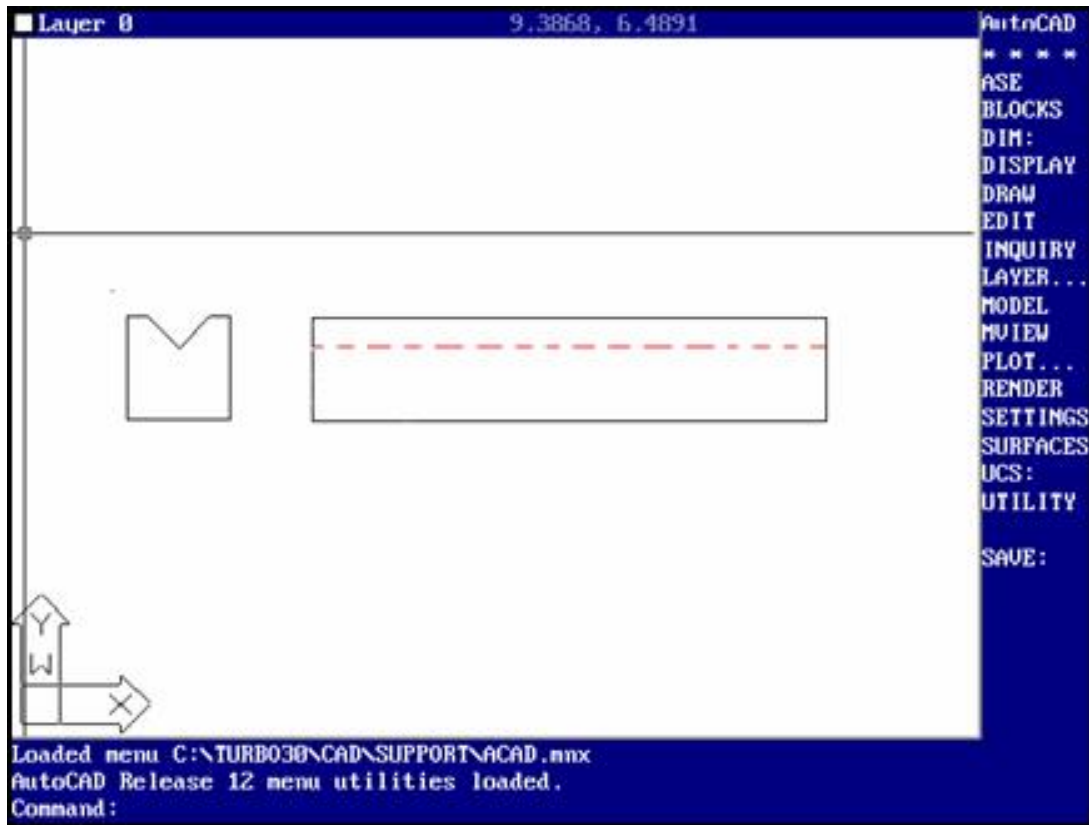 Layer 0
9.3868, 6.4891
AutoCAD
* * * *
ASE
BLOCKS
DIM:
DISPLAY
DRAW
EDIT
INQUIRY
LAYER...
MODEL
MVIEW
PLOT...
RENDER
SETTINGS
SURFACES
UCS:
UTILITY
SAVE:
Y
W
X
Loaded menu C:\TURBO30\CAD\SUPPORT\ACAD.mnx
AutoCAD Release 12 menu utilities loaded.
Command: